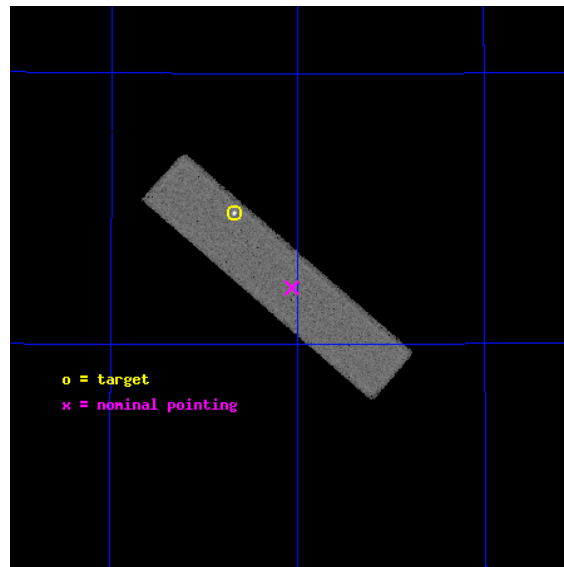 o = target
x = nominal pointing